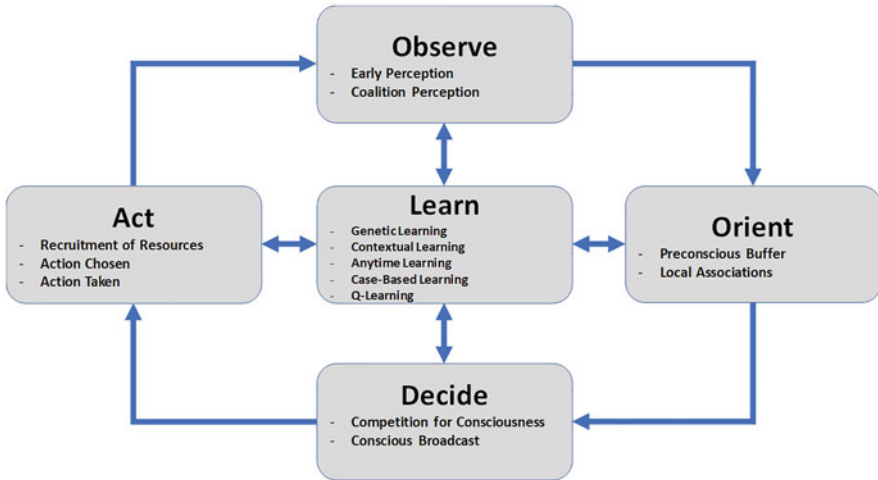 Observe
- Early Perception
- Coalition Perception
Act
- Recruitment of Resources
- Action Chosen
- Action Taken
Learn
- Genetic Learning
- Contextual Learning
- Anytime Learning
- Case-Based Learning
- Q-Learning
Orient
- Preconscious Buffer
- Local Associations
Decide
- Competition for Consciousness
- Conscious Broadcast